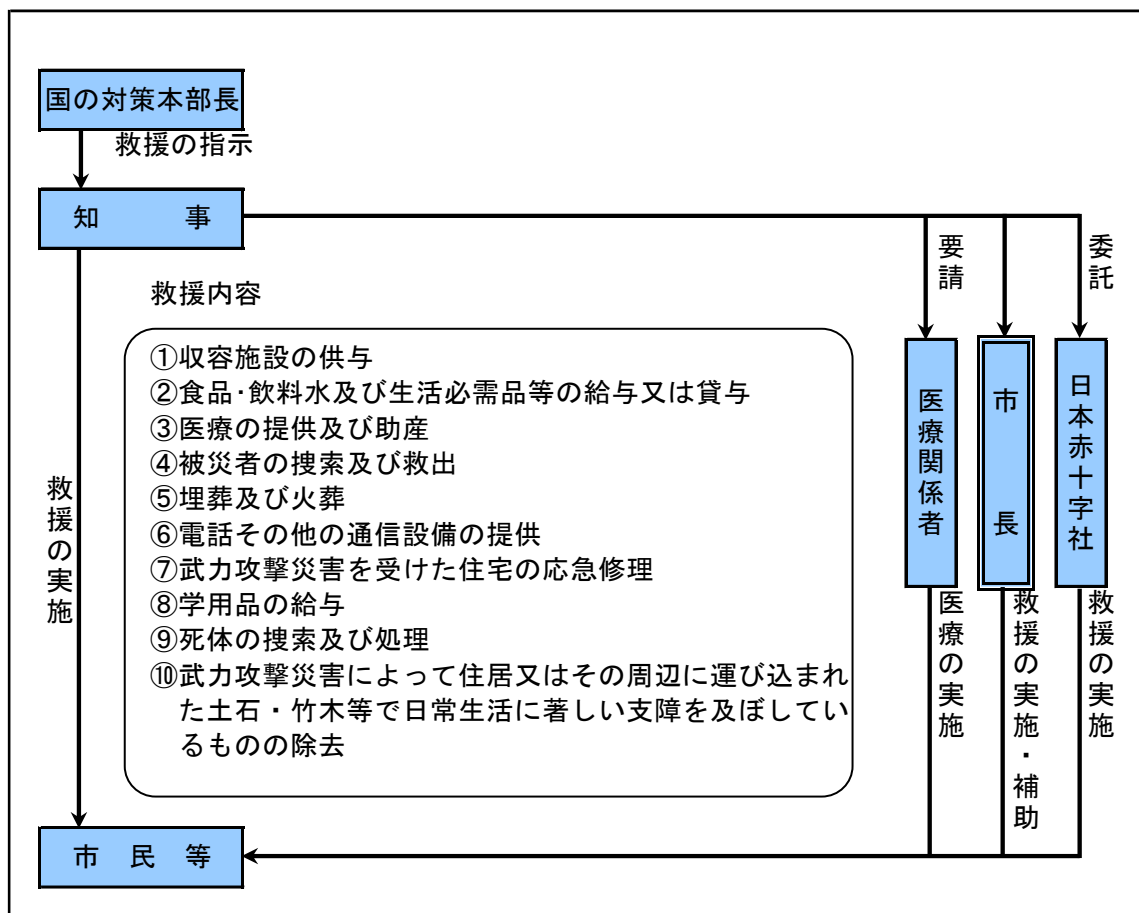 国の対策本部長
救援の指示
知　事
要請
委託
救援内容
①収容施設の供与
②食品・飲料水及び生活必需品等の給与又は貸与
③医療の提供及び助産
④被災者の捜索及び救出
⑤埋葬及び火葬
⑥電話その他の通信設備の提供
⑦武力攻撃災害を受けた住宅の応急修理
⑧学用品の給与
⑨死体の捜索及び処理
⑩武力攻撃災害によって住居又はその周辺に運び込まれ
た土石・竹木等で日常生活に著しい支障を及ぼしてい
るものの除去
救援の実施
医療関係者
市長
日本赤十字社
医療の実施
救援の実施・補助
救援の実施
市　民　等